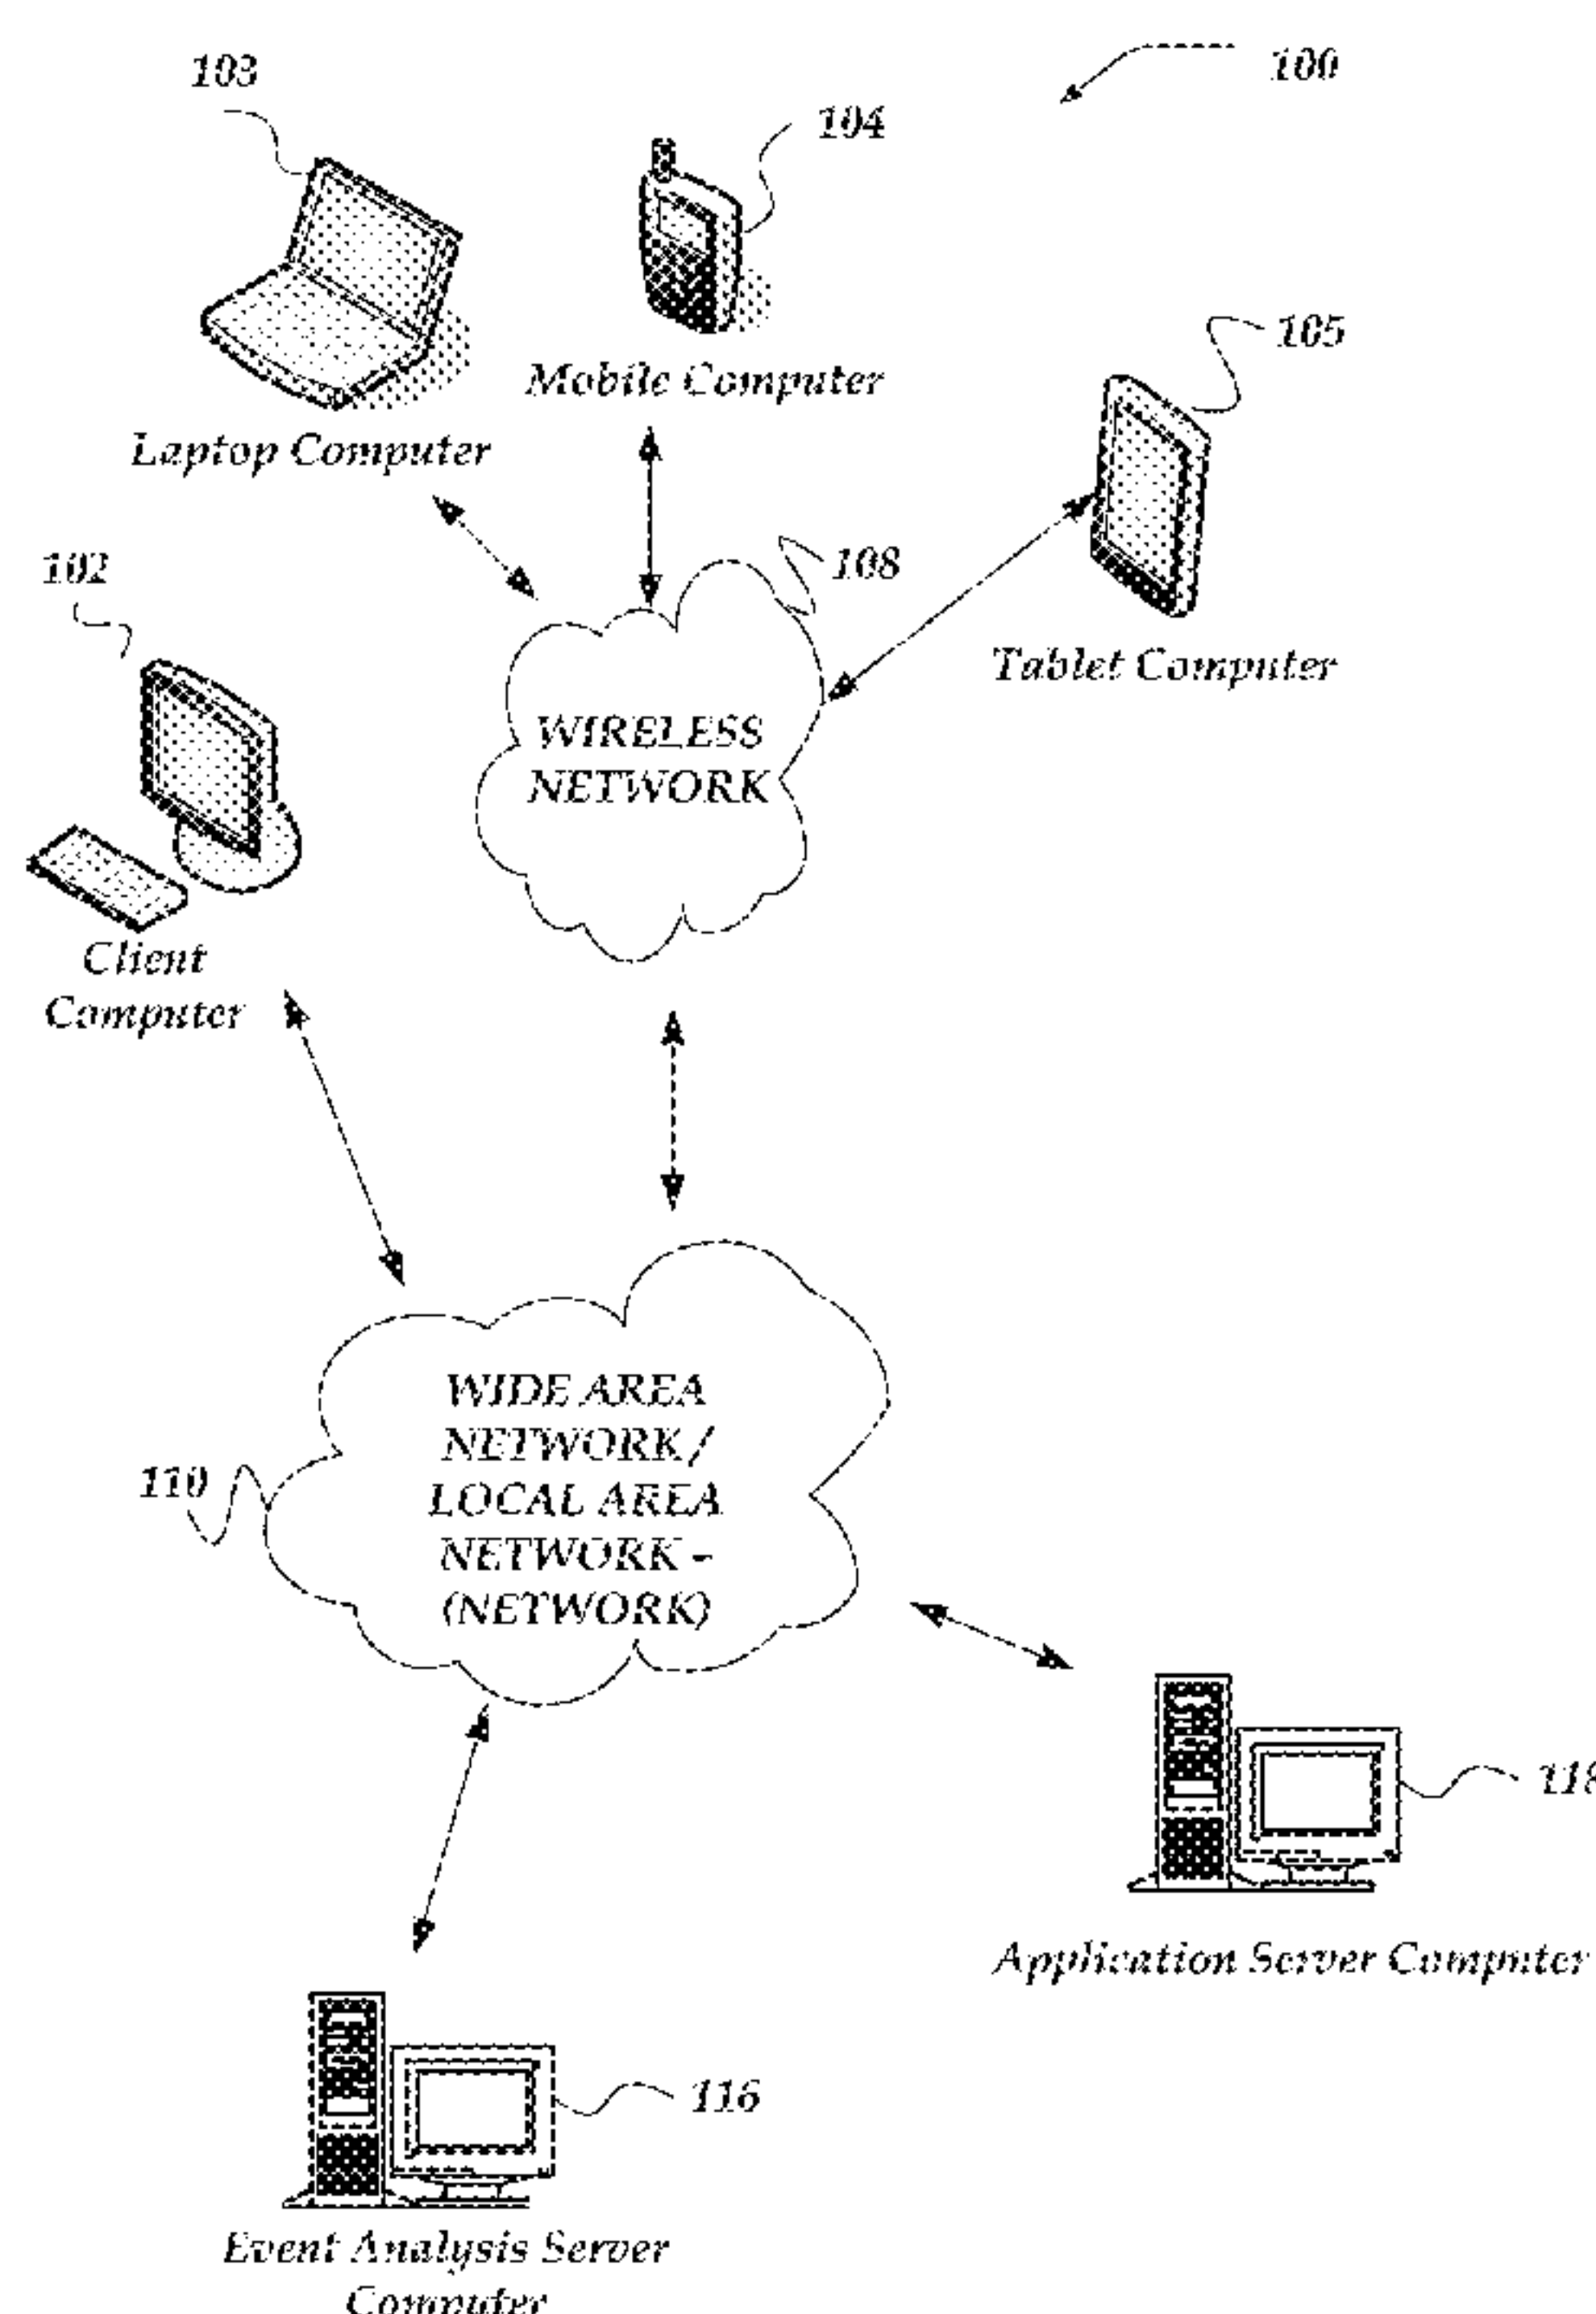 103
100
104
105
Mobile Computer
Laptop Computer
108
102
Tablet Computer
WIRELESS
NETWORK
Client
Computer
WIDE AREA
NETWORK /
LOCAL AREA
NETWORK -
(NETWORK)
110
118
Application Server Computer
116
Event Analysis Server
Computer